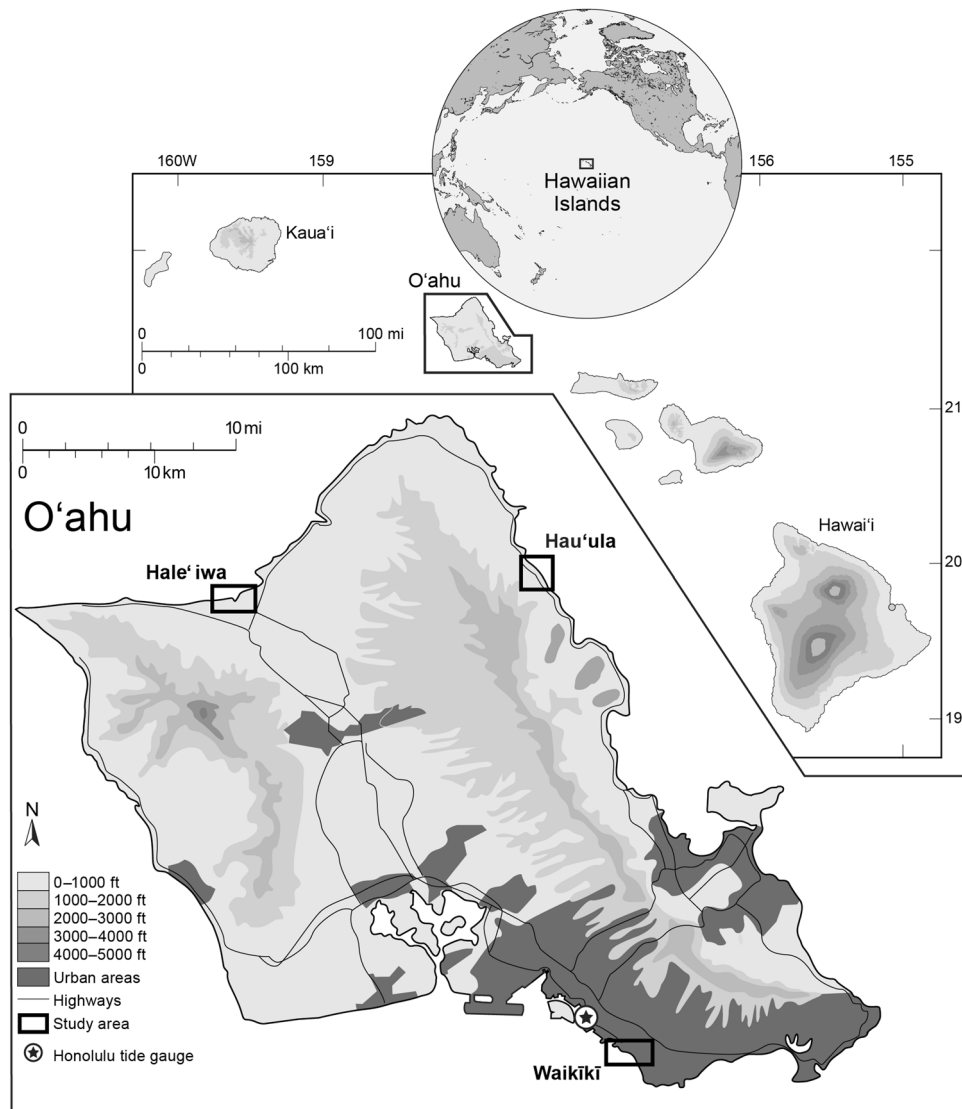 160W
159
156
155
Hawaiian
Islands
Kauaʻi
Oʻahu
0
100 mi
0
100 km
21
20
19
Hawaiʻi
0
10 mi
0
10 km
Oʻahu
Haleʻ iwa
Hauʻula
Waikīkī
N
0–1000 ft
1000–2000 ft
2000–3000 ft
3000–4000 ft
4000–5000 ft
Urban areas
Highways
Study area
Honolulu tide gauge